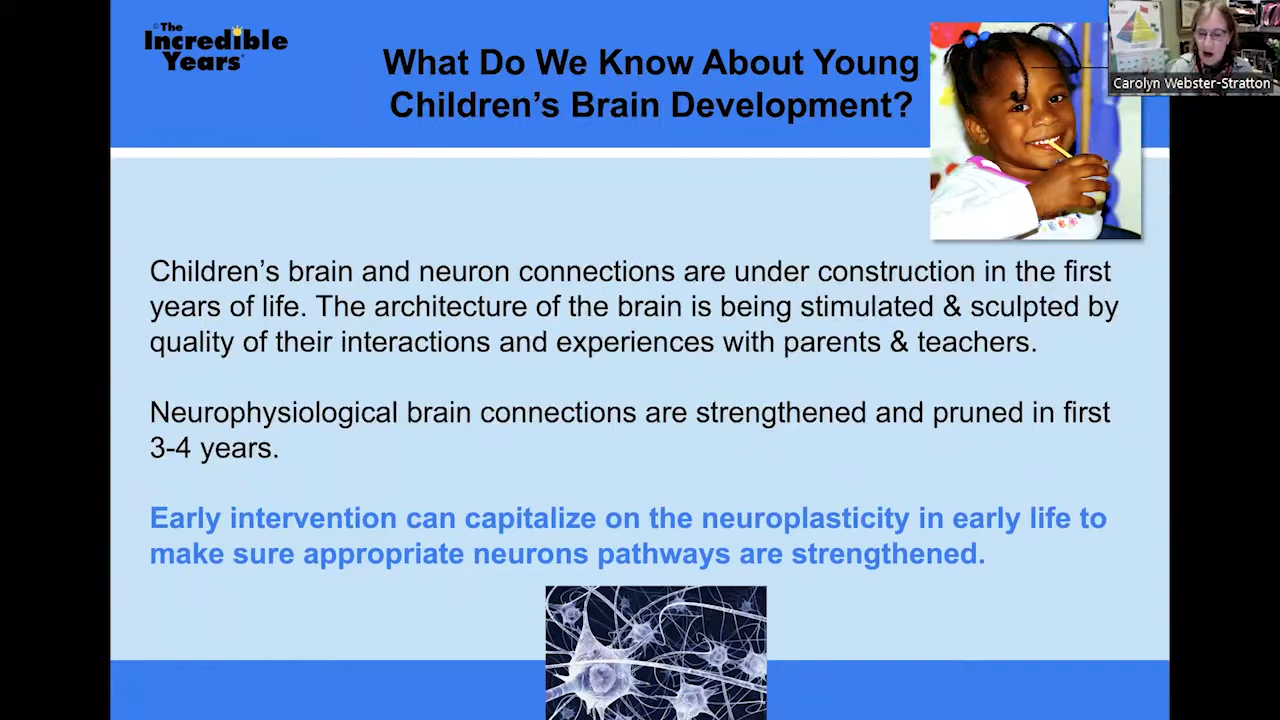 ©The
Incredible
Years®
What Do We Know About Young
Children’s Brain Development?
Carolyn Webster-Stratton
Children’s brain and neuron connections are under construction in the first
years of life. The architecture of the brain is being stimulated & sculpted by
quality of their interactions and experiences with parents & teachers.
Neurophysiological brain connections are strengthened and pruned in first
3-4 years.
Early intervention can capitalize on the neuroplasticity in early life to
make sure appropriate neurons pathways are strengthened.